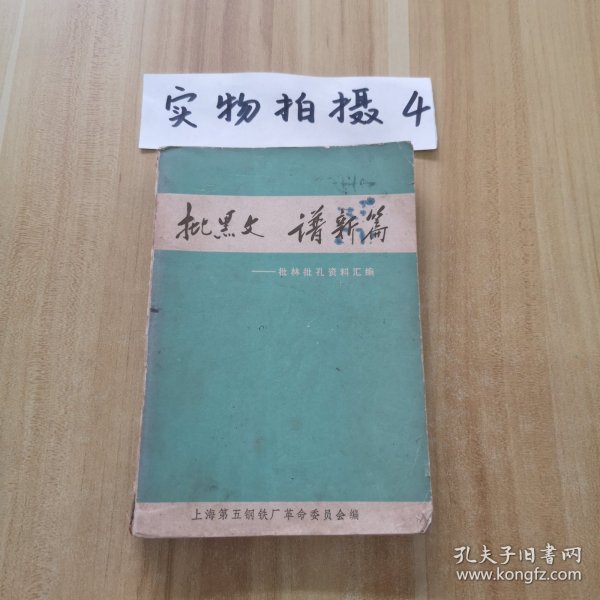 实物拍摄4
批黑文 谱新篇
——批林批孔资料汇编
上海第五钢铁厂革命委员会编
孔夫子旧书网
www.kongfz.com